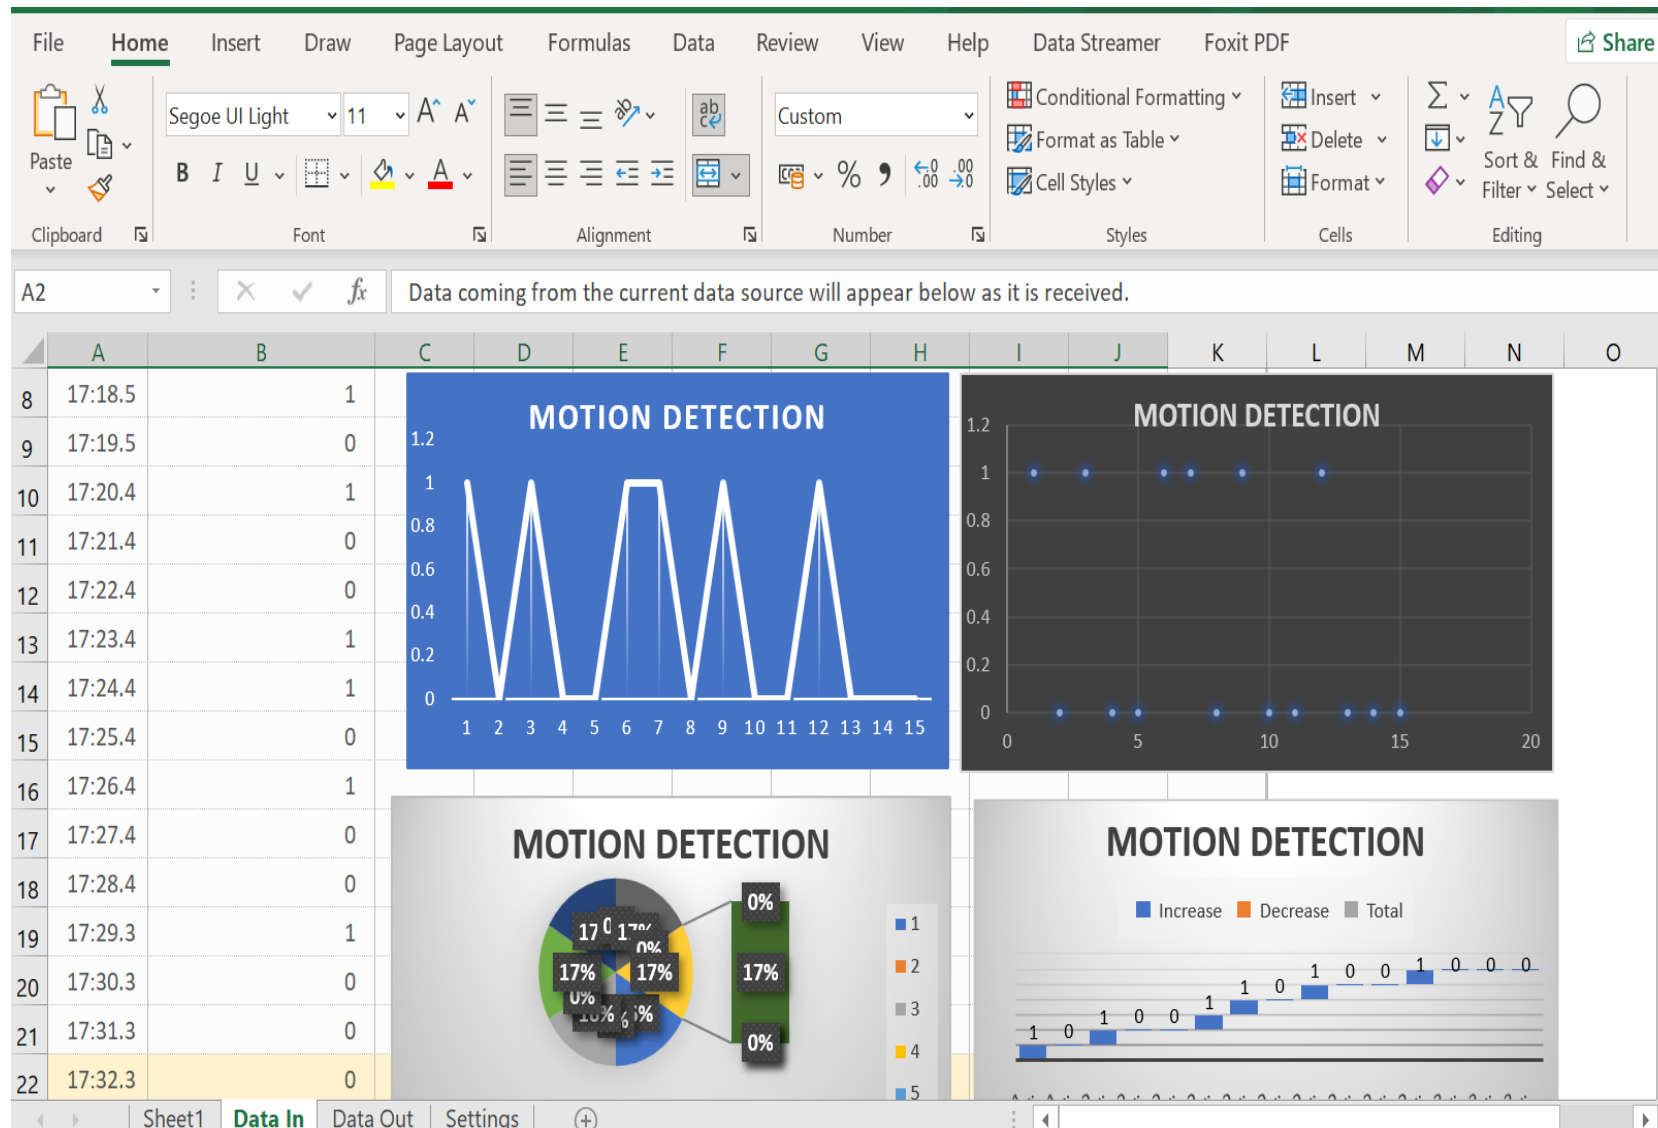 File Home Insert Draw Page Layout Formulas Data Review View Help Data Streamer Foxit PDF Share
Segoe UI Light 11 A A ab Custom Conditional Formatting Insert Σ A
Paste Format as Table Delete Z Sort & Find &
B I U A % .00 .00 Cell Styles Format Filter Select
Clipboard Font Alignment Number Styles Cells Editing
A2 fx Data coming from the current data source will appear below as it is received.
A B C D E F G H I J K L M N O
8 17:18.5 1
9 17:19.5 0
10 17:20.4 1
11 17:21.4 0
12 17:22.4 0
13 17:23.4 1
14 17:24.4 1
15 17:25.4 0
16 17:26.4 1
17 17:27.4 0
18 17:28.4 0
19 17:29.3 1
20 17:30.3 0
21 17:31.3 0
22 17:32.3 0
MOTION DETECTION
1.2
1
0.8
0.6
0.4
0.2
0
1 2 3 4 5 6 7 8 9 10 11 12 13 14 15
MOTION DETECTION
1.2
1
0.8
0.6
0.4
0.2
0
0 5 10 15 20
MOTION DETECTION
0%
17%
17% 17% 17%
0%
0%
1
2
3
4
5
MOTION DETECTION
Increase Decrease Total
1 0 1 0 0 1 1 0 1 0 0 1 0 0 0
Sheet1 Data In Data Out Settings